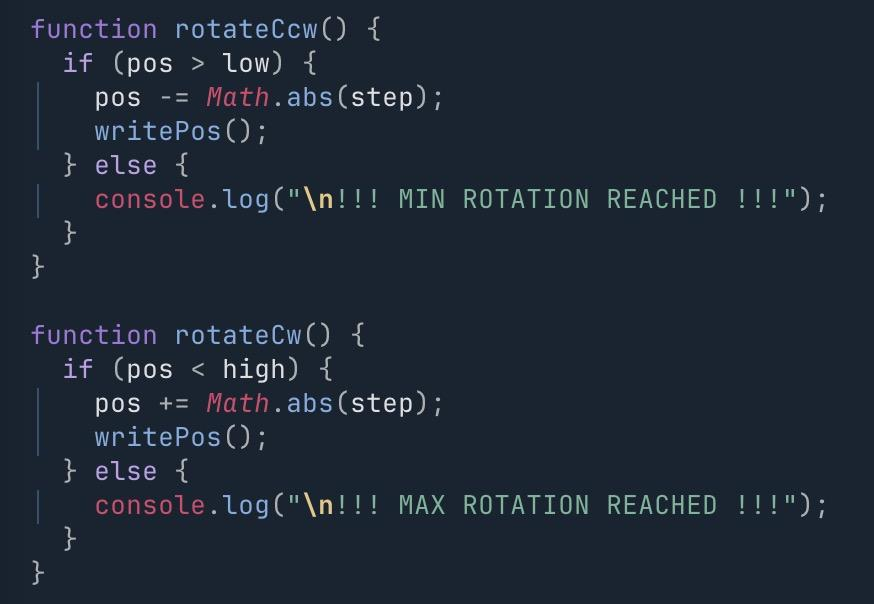 function rotateCcw() {
  if (pos > low) {
    pos -= Math.abs(step);
    writePos();
  } else {
    console.log("\n!!! MIN ROTATION REACHED !!!");
  }
}

function rotateCw() {
  if (pos < high) {
    pos += Math.abs(step);
    writePos();
  } else {
    console.log("\n!!! MAX ROTATION REACHED !!!");
  }
}